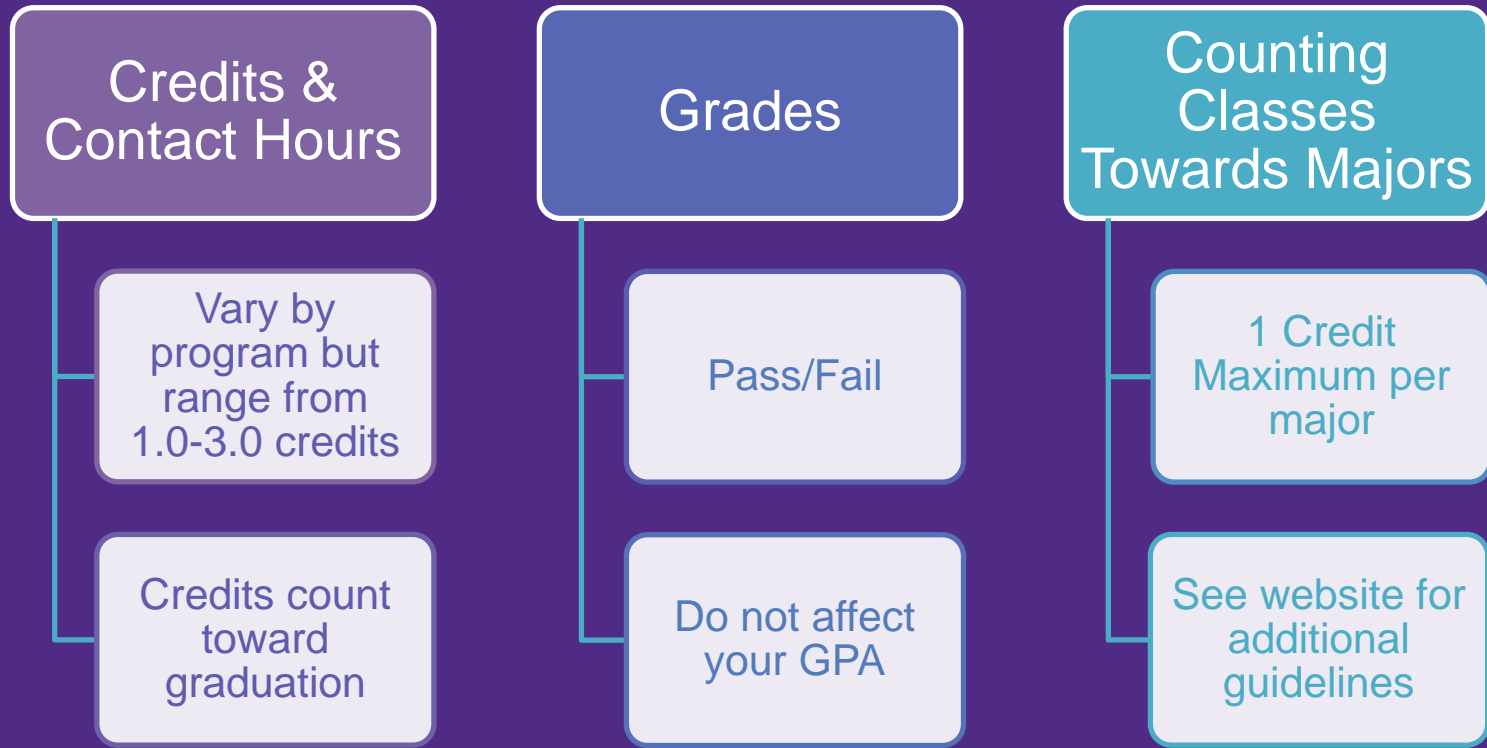 Credits &
Contact Hours
Vary by
program but
range from
1.0-3.0 credits
Credits count
toward
graduation
Grades
Pass/Fail
Do not affect
your GPA
Counting
Classes
Towards Majors
1 Credit
Maximum per
major
See website for
additional
guidelines